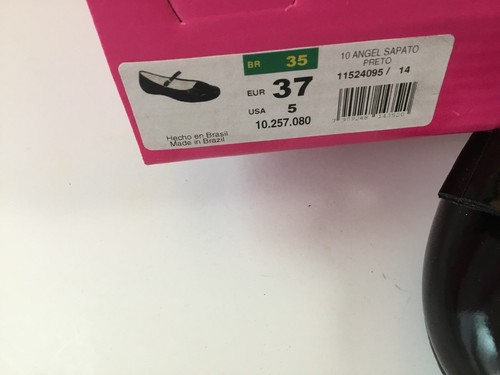 BR 35
EUR 37
USA 5
10.257.080
10 ANGEL SAPATO
PRETO
11524095 / 14
Hecho en Brasil
Made in Brazil